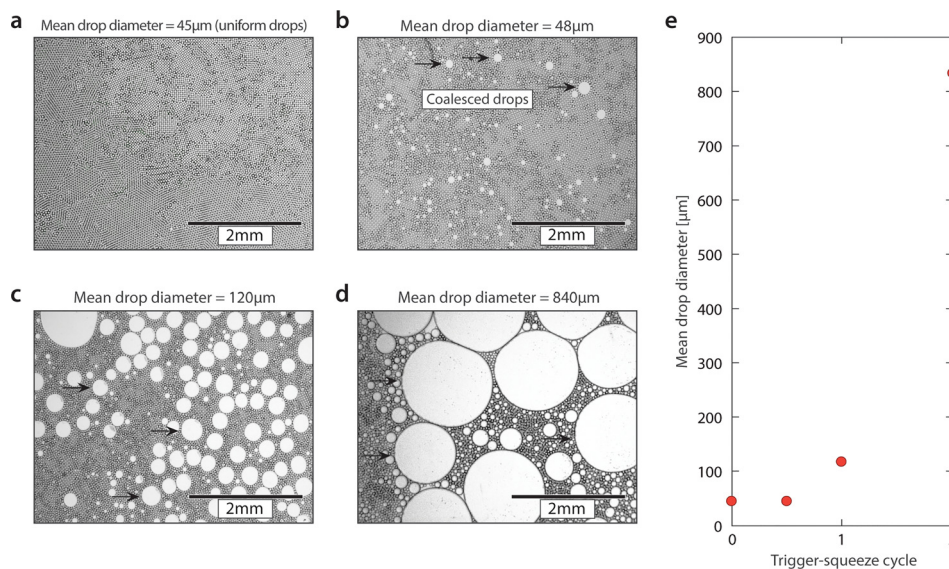 a
Mean drop diameter = 45μm (uniform drops)
2mm
b
Mean drop diameter = 48μm
Coalesced drops
2mm
c
Mean drop diameter = 120μm
2mm
d
Mean drop diameter = 840μm
2mm
e
Mean drop diameter [μm]
900
800
700
600
500
400
300
200
100
0
0
1
Trigger-squeeze cycle